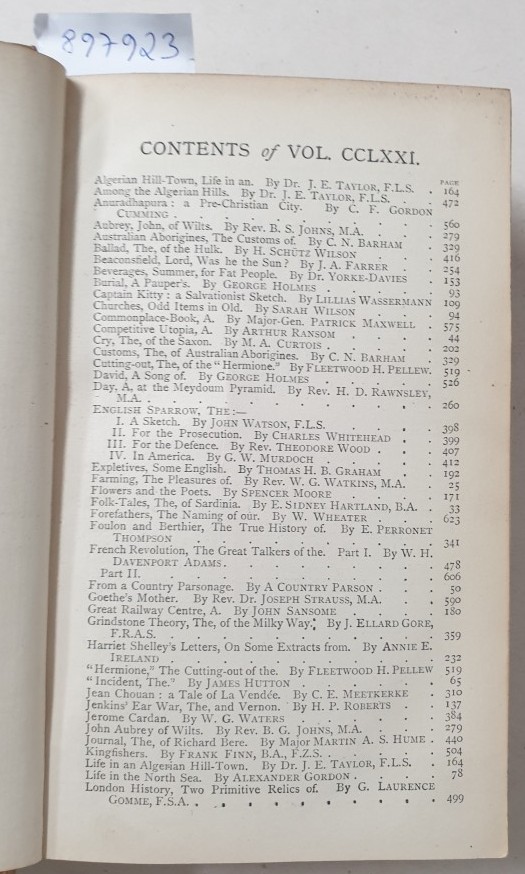 897923
CONTENTS of VOL. CCLXXI.
PAGE
Algerian Hill-Town, Life in an. By Dr. J. E. TAYLOR, F.L.S. . 164
Among the Algerian Hills. By Dr. J. E. TAYLOR, F.L.S. . . 472
Anuradhapura : a Pre-Christian City. By C. F. GORDON
CUMMING . . . . . . . . . . 560
Aubrey, John, of Wilts. By Rev. B. S. JOHNS, M.A. . . . 279
Australian Aborigines, The Customs of. By C. N. BARHAM . . 329
Ballad, The, of the Hulk. By H. SCHÜTZ WILSON . . . 416
Beaconsfield, Lord, Was he the Sun ? By J. A. FARRER . . 254
Beverages, Summer, for Fat People. By Dr. YORKE-DAVIES . . 153
Burial, A Pauper's. By GEORGE HOLMES . . . . . 93
Captain Kitty : a Salvationist Sketch. By LILLIAS WASSERMANN 109
Churches, Odd Items in Old. By SARAH WILSON . . . 94
Commonplace-Book, A. By Major-Gen. PATRICK MAXWELL . 575
Competitive Utopia, A. By ARTHUR RANSOM . . . . 44
Cry, The, of the Saxon. By M. A. CURTOIS . . . . . 202
Customs, The, of Australian Aborigines. By C. N. BARHAM . 329
Cutting-out, The, of the "Hermione." By FLEETWOOD H. PELLEW. 519
David, A Song of. By GEORGE HOLMES . . . . . 526
Day, A, at the Meydoum Pyramid. By Rev. H. D. RAWNSLEY,
M.A. . . . . . . . . . . 260
ENGLISH SPARROW, THE :—
I. A Sketch. By JOHN WATSON, F.L.S. . . . . 398
II. For the Prosecution. By CHARLES WHITEHEAD . . . 399
III. For the Defence. By Rev. THEODORE WOOD . . . 407
IV. In America. By G. W. MURDOCH . . . . . 412
Expletives, Some English. By THOMAS H. B. GRAHAM . . 192
Farming, The Pleasures of. By Rev. W. G. WATKINS, M.A. . 25
Flowers and the Poets. By SPENCER MOORE . . . . 171
Folk-Tales, The, of Sardinia. By E. SIDNEY HARTLAND, B.A. . 33
Forefathers, The Naming of our. By W. WHEATER . . . 623
Foulon and Berthier, The True History of. By E. PERRONET
THOMPSON . . . . . . . . . 341
French Revolution, The Great Talkers of the. Part I. By W. H.
DAVENPORT ADAMS . . . . . . . . 478
Part II. . . . . . . . . . 606
From a Country Parsonage. By A COUNTRY PARSON . . . 50
Goethe's Mother. By Rev. Dr. JOSEPH STRAUSS, M.A. . . 590
Great Railway Centre, A. By JOHN SANSOME . . . . 180
Grindstone Theory, The, of the Milky Way. By J. ELLARD GORE,
F.R.A.S. . . . . . . . . . 359
Harriet Shelley's Letters, On Some Extracts from. By ANNIE E.
IRELAND . . . . . . . . . 232
"Hermione," The Cutting-out of the. By FLEETWOOD H. PELLEW 519
"Incident, The." By JAMES HUTTON . . . . . 65
Jean Chouan : a Tale of La Vendée. By C. E. MEETKERKE . 310
Jenkins' Ear War, The, and Vernon. By H. P. ROBERTS . . 137
Jerome Cardan. By W. G. WATERS . . . . . . 384
John Aubrey of Wilts. By Rev. B. G. JOHNS, M.A. . . . 279
Journal, The, of Richard Bere. By Major MARTIN A. S. HUME . 440
Kingfishers. By FRANK FINN, B.A., F.Z.S. . . . . . 504
Life in an Algerian Hill-Town. By Dr. J. E. TAYLOR, F.L.S. . 164
Life in the North Sea. By ALEXANDER GORDON . . . . 78
London History, Two Primitive Relics of. By G. LAURENCE
GOMME, F.S.A. . . . . . . . . . 499